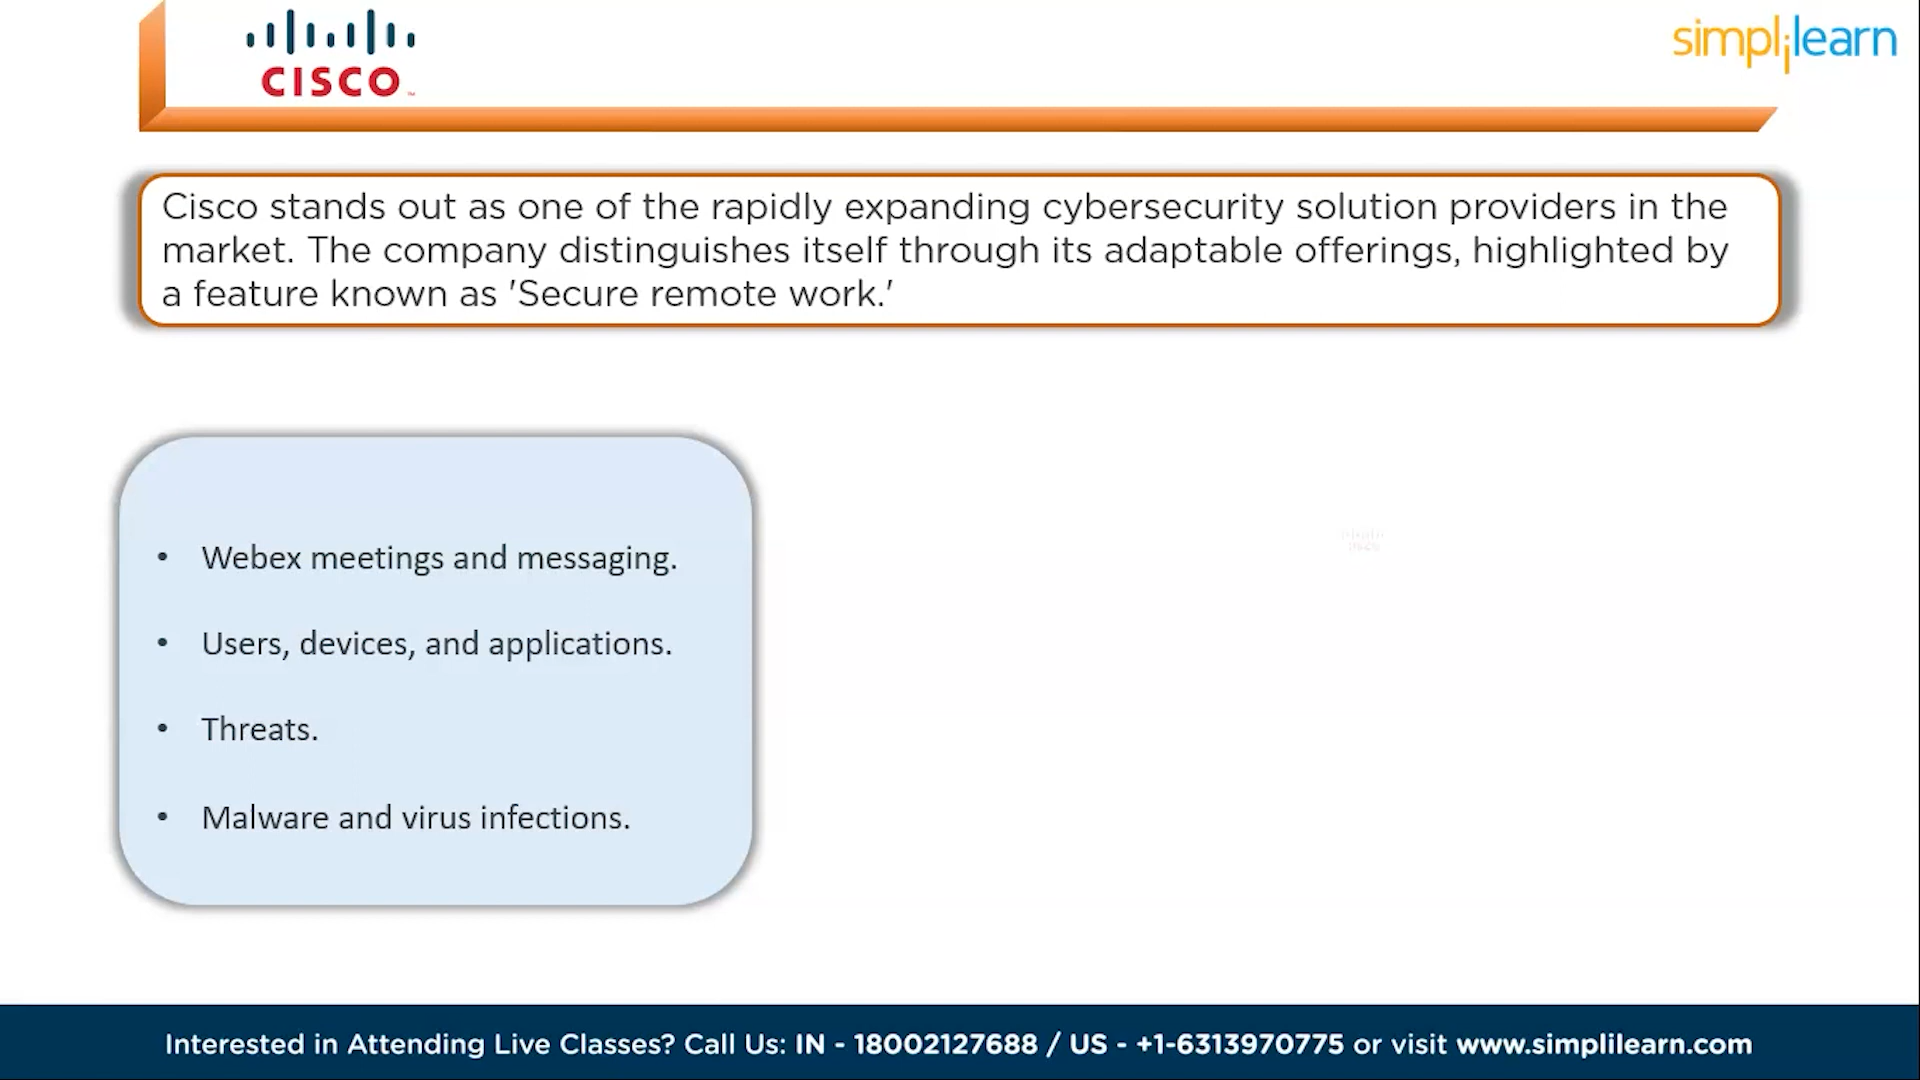 CISCO
simplilearn
Cisco stands out as one of the rapidly expanding cybersecurity solution providers in the
market. The company distinguishes itself through its adaptable offerings, highlighted by
a feature known as 'Secure remote work.'
• Webex meetings and messaging.
• Users, devices, and applications.
• Threats.
• Malware and virus infections.
Interested in Attending Live Classes? Call Us: IN - 18002127688 / US - +1-6313970775 or visit www.simplilearn.com